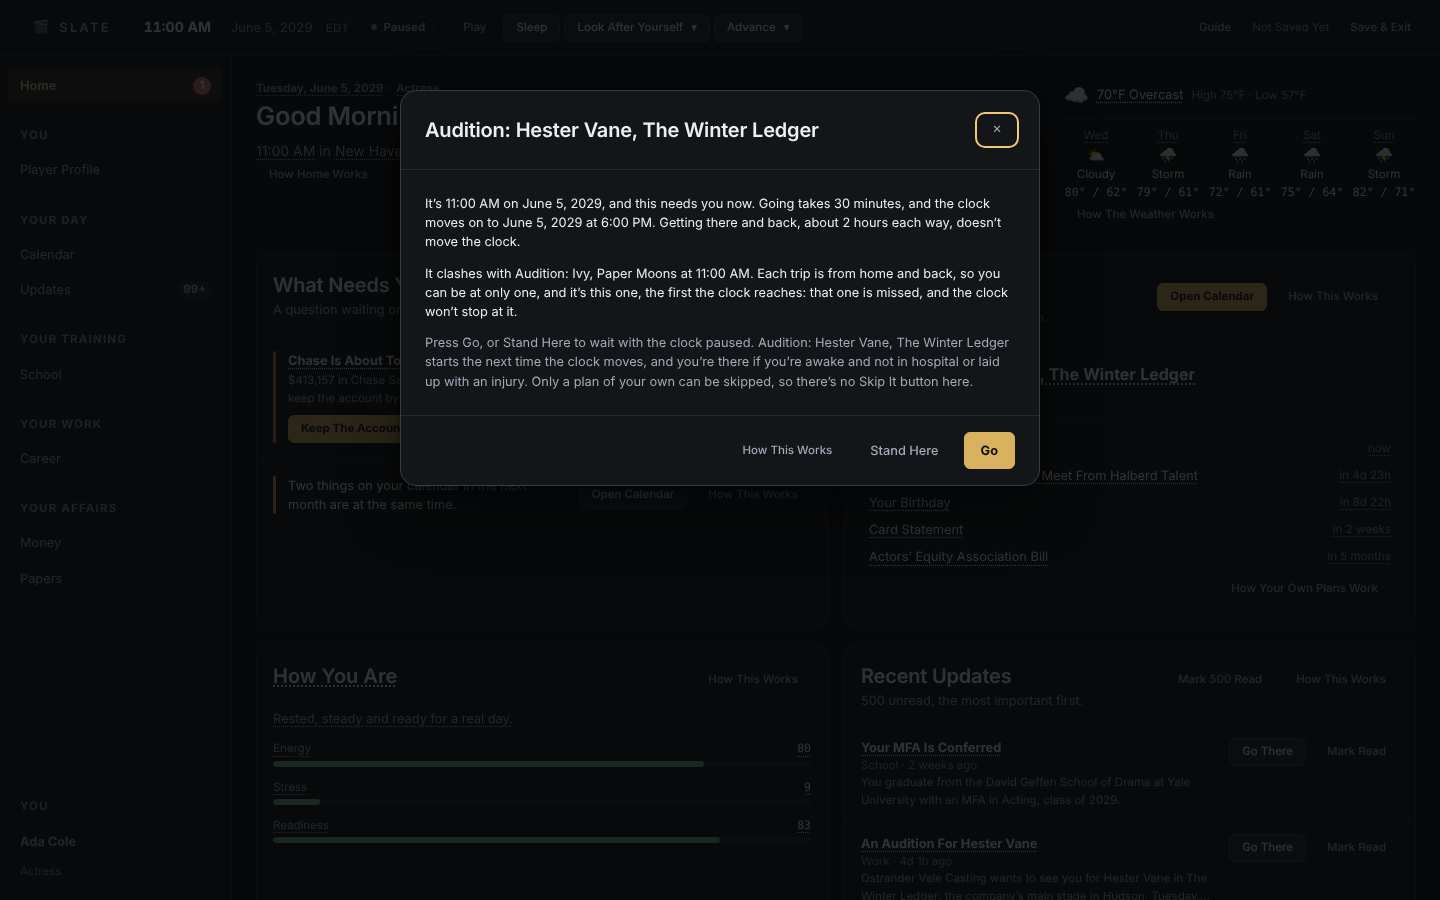 SLATE
11:00 AM June 5, 2029 EDT
Paused
Play
Sleep
Look After Yourself ▾
Advance ▾
Guide
Not Saved Yet
Save & Exit
Home
YOU
Player Profile
YOUR DAY
Calendar
Updates 99+
YOUR TRAINING
School
YOUR WORK
Career
YOUR AFFAIRS
Money
Papers
YOU
Ada Cole
Actress
Tuesday, June 5, 2029 · Actress
Good Morni
11:00 AM in New Have
How Home Works
70°F Overcast High 75°F · Low 57°F
Wed Thu Fri Sat Sun
Cloudy Storm Rain Rain Storm
80° / 62° 79° / 61° 72° / 61° 75° / 64° 82° / 71°
How The Weather Works
Audition: Hester Vane, The Winter Ledger
×
It’s 11:00 AM on June 5, 2029, and this needs you now. Going takes 30 minutes, and the clock
moves on to June 5, 2029 at 6:00 PM. Getting there and back, about 2 hours each way, doesn’t
move the clock.
It clashes with Audition: Ivy, Paper Moons at 11:00 AM. Each trip is from home and back, so you
can be at only one, and it’s this one, the first the clock reaches: that one is missed, and the clock
won’t stop at it.
Press Go, or Stand Here to wait with the clock paused. Audition: Hester Vane, The Winter Ledger
starts the next time the clock moves, and you’re there if you’re awake and not in hospital or laid
up with an injury. Only a plan of your own can be skipped, so there’s no Skip It button here.
How This Works
Stand Here
Go
What Needs Y
A question waiting or
Chase Is About To
$413,157 in Chase Sa
keep the account by
Keep The Accoun
Two things on your calendar in the next
month are at the same time.
Open Calendar
How This Works
Open Calendar
How This Works
, The Winter Ledger
now
Meet From Halberd Talent in 4d 23h
Your Birthday in 8d 22h
Card Statement in 2 weeks
Actors’ Equity Association Bill in 5 months
How Your Own Plans Work
How You Are
How This Works
Rested, steady and ready for a real day.
Energy 80
Stress 9
Readiness 83
Recent Updates
Mark 500 Read
How This Works
500 unread, the most important first.
Your MFA Is Conferred
School · 2 weeks ago
You graduate from the David Geffen School of Drama at Yale
University with an MFA in Acting, class of 2029.
Go There
Mark Read
An Audition For Hester Vane
Work · 4d 1h ago
Ostrander Vale Casting wants to see you for Hester Vane in The
Winter Ledger, the company’s main stage in Hudson, Tuesday,
Go There
Mark Read